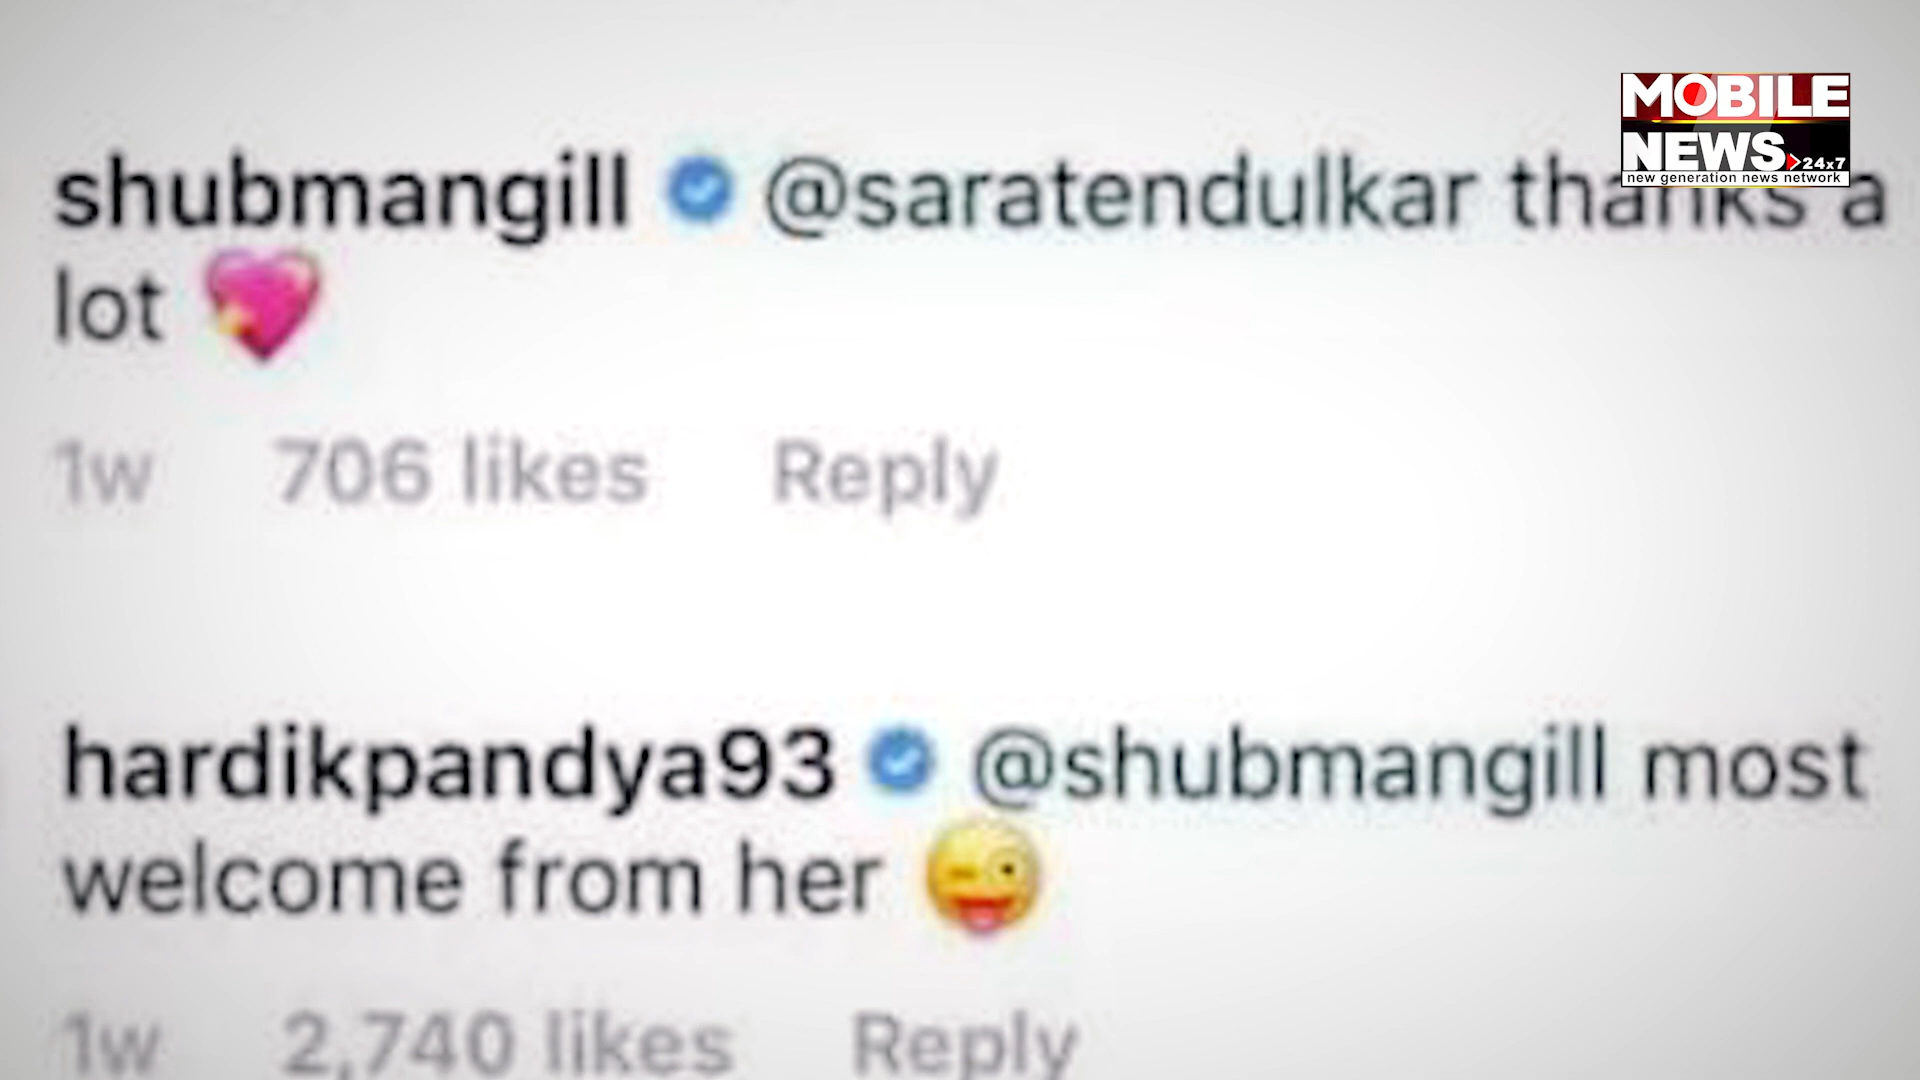 MOBILE
NEWS 24x7
new generation news network
shubmangill @saratendulkar thanks a
lot 💖
1w 706 likes Reply
hardikpandya93 @shubmangill most
welcome from her 😜
1w 2,740 likes Reply